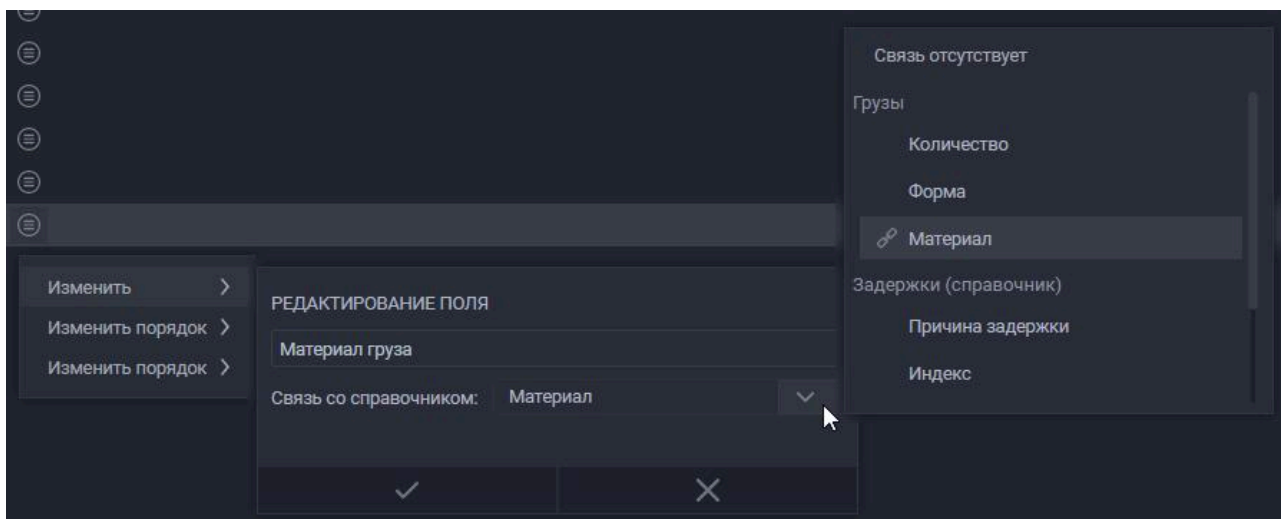 Изменить
Изменить порядок
Изменить порядок
РЕДАКТИРОВАНИЕ ПОЛЯ
Материал груза
Связь со справочником: Материал
Связь отсутствует
Грузы
Количество
Форма
Материал
Задержки (справочник)
Причина задержки
Индекс